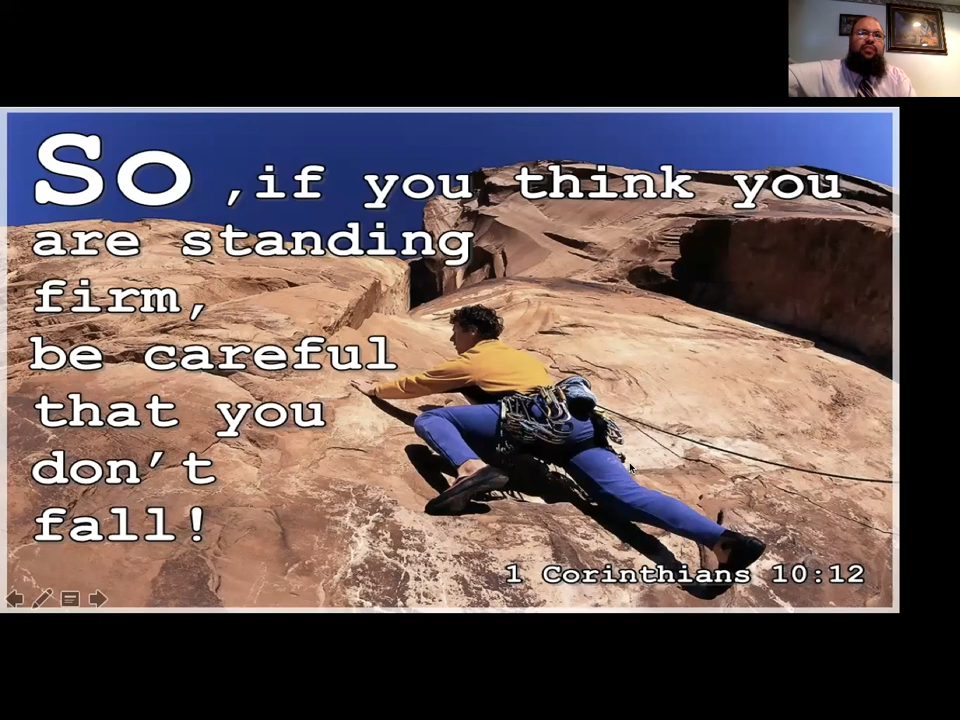 So ,if you think you
are standing
firm,
be careful
that you
don't
fall!
1 Corinthians 10:12